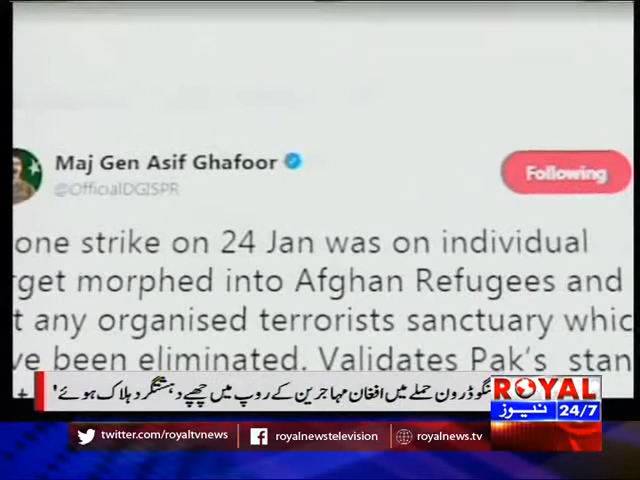 Maj Gen Asif Ghafoor
@OfficialDGISPR
Following
one strike on 24 Jan was on individual
rget morphed into Afghan Refugees and
t any organised terrorists sanctuary whic
ve been eliminated. Validates Pak's stan
نگو ڈرون حملے میں افغان مہاجرین کے روپ میں چھپے دہشتگرد ہلاک ہوئے'
ROYAL
نیوز 24/7
twitter.com/royaltvnews
royalnewstelevision
royalnews.tv